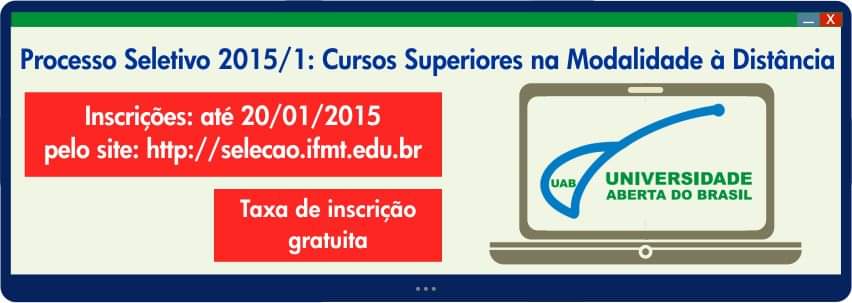 X
Processo Seletivo 2015/1: Cursos Superiores na Modalidade à Distância
Inscrições: até 20/01/2015
pelo site: http://selecao.ifmt.edu.br
Taxa de inscrição
gratuita
UAB
UNIVERSIDADE
ABERTA DO BRASIL